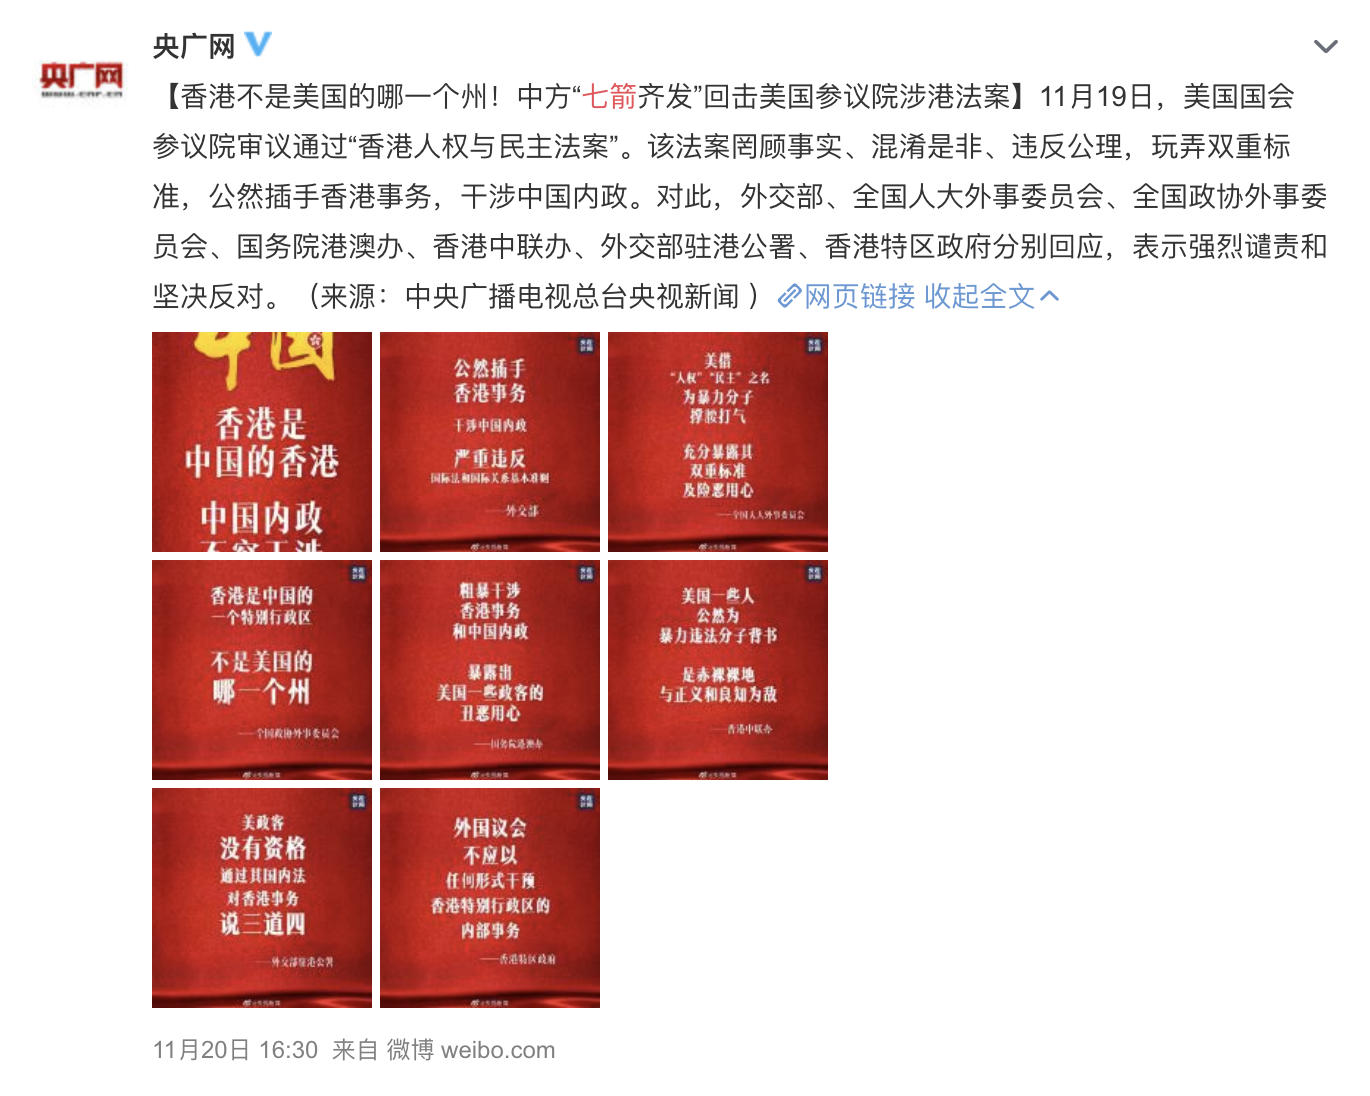 央广网
央广网
www.cnr.cn
【香港不是美国的哪一个州！中方“七箭齐发”回击美国参议院涉港法案】11月19日，美国国会
参议院审议通过“香港人权与民主法案”。该法案罔顾事实、混淆是非、违反公理，玩弄双重标
准，公然插手香港事务，干涉中国内政。对此，外交部、全国人大外事委员会、全国政协外事委
员会、国务院港澳办、香港中联办、外交部驻港公署、香港特区政府分别回应，表示强烈谴责和
坚决反对。（来源：中央广播电视总台央视新闻 ）网页链接 收起全文
中国
香港是
中国的香港
中国内政
不容干涉
公然插手
香港事务
干涉中国内政
严重违反
国际法和国际关系基本准则
——外交部
美借
“人权”“民主”之名
为暴力分子
撑腰打气
充分暴露其
双重标准
及险恶用心
——全国人大外事委员会
香港是中国的
一个特别行政区
不是美国的
哪一个州
——全国政协外事委员会
粗暴干涉
香港事务
和中国内政
暴露出
美国一些政客的
丑恶用心
——国务院港澳办
美国一些人
公然为
暴力违法分子背书
是赤裸裸地
与正义和良知为敌
——香港中联办
美政客
没有资格
通过其国内法
对香港事务
说三道四
——外交部驻港公署
外国议会
不应以
任何形式干预
香港特别行政区的
内部事务
——香港特区政府
11月20日 16:30 来自 微博 weibo.com